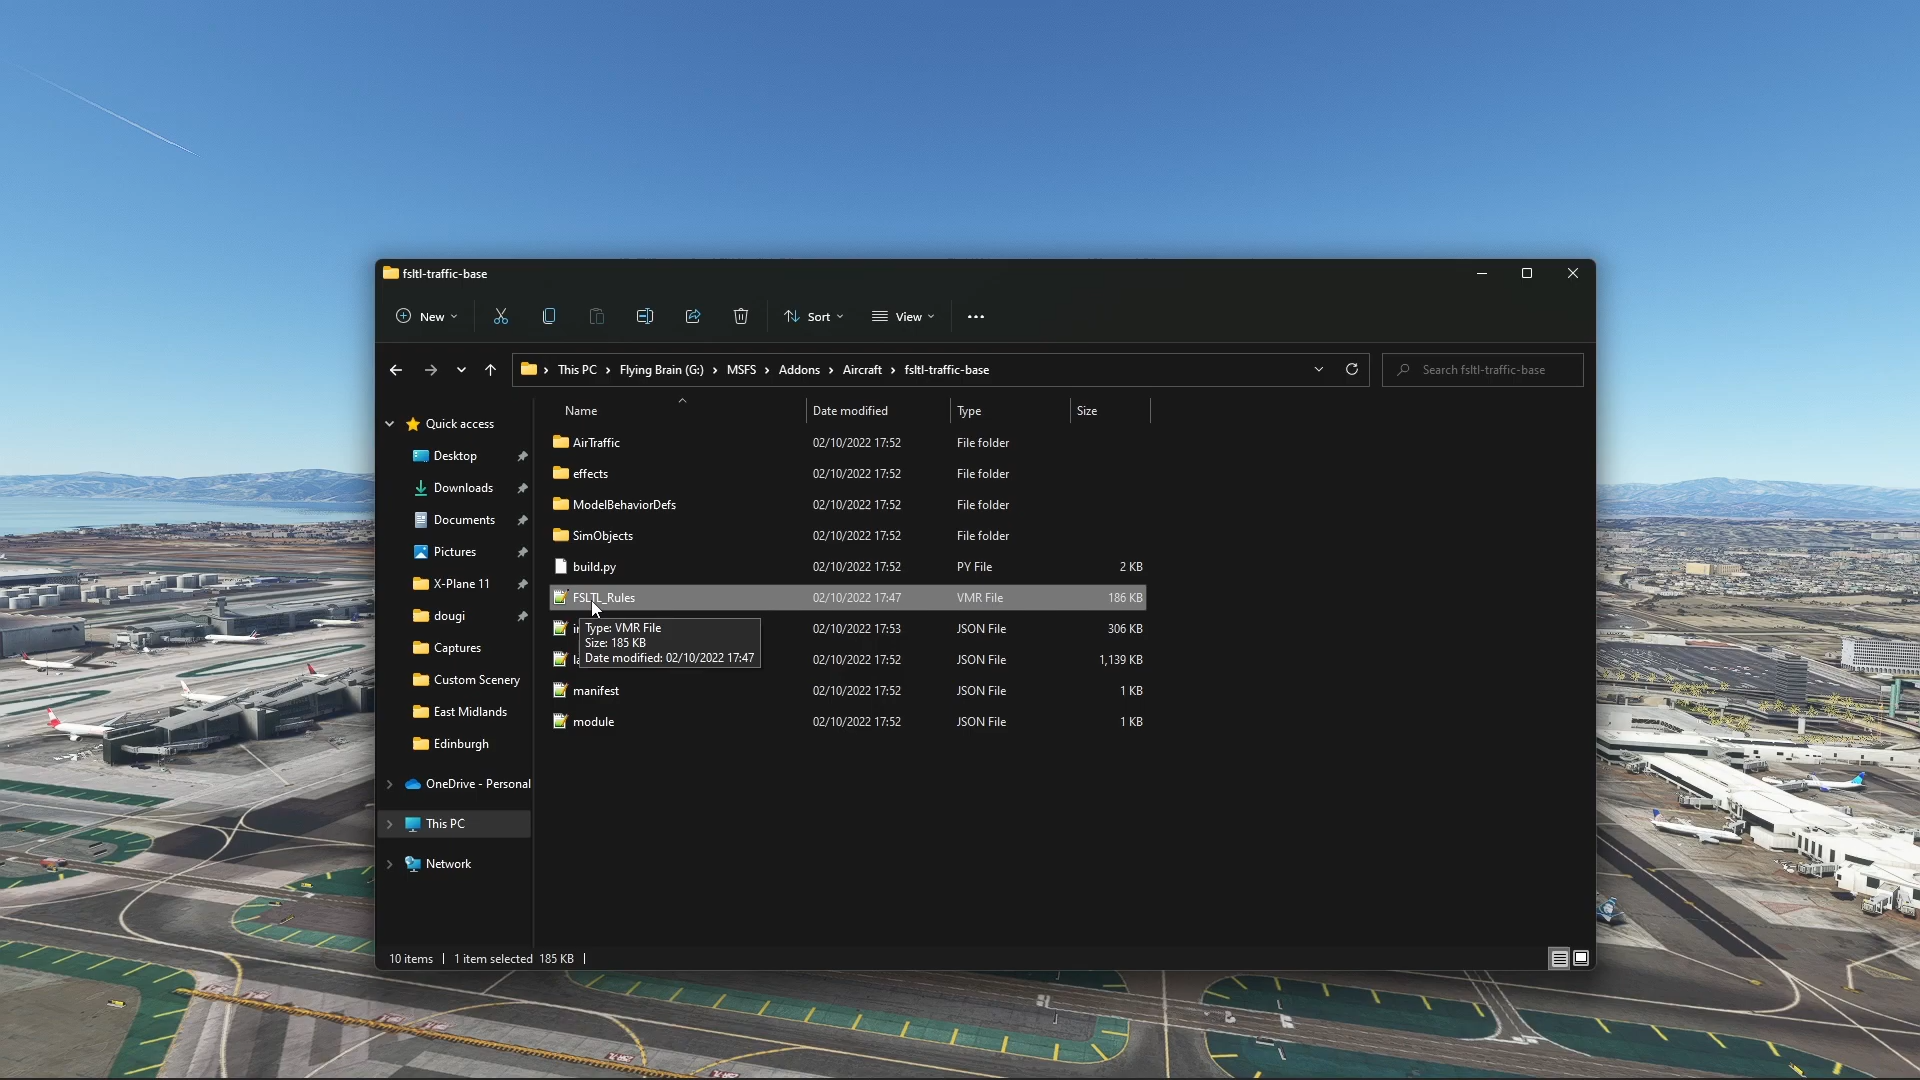 fsltl-traffic-base
New
Sort
View
This PC > Flying Brain (G:) > MSFS > Addons > Aircraft > fsltl-traffic-base
Search fsltl-traffic-base
Name Date modified Type Size
Quick access
Desktop
Downloads
Documents
Pictures
X-Plane 11
dougi
Captures
Custom Scenery
East Midlands
Edinburgh
OneDrive - Personal
This PC
Network
AirTraffic 02/10/2022 17:52 File folder
effects 02/10/2022 17:52 File folder
ModelBehaviorDefs 02/10/2022 17:52 File folder
SimObjects 02/10/2022 17:52 File folder
build.py 02/10/2022 17:52 PY File 2 KB
FSLTL_Rules 02/10/2022 17:47 VMR File 186 KB
02/10/2022 17:53 JSON File 306 KB
02/10/2022 17:52 JSON File 1,139 KB
manifest 02/10/2022 17:52 JSON File 1 KB
module 02/10/2022 17:52 JSON File 1 KB
Type: VMR File
Size: 185 KB
Date modified: 02/10/2022 17:47
10 items 1 item selected 185 KB